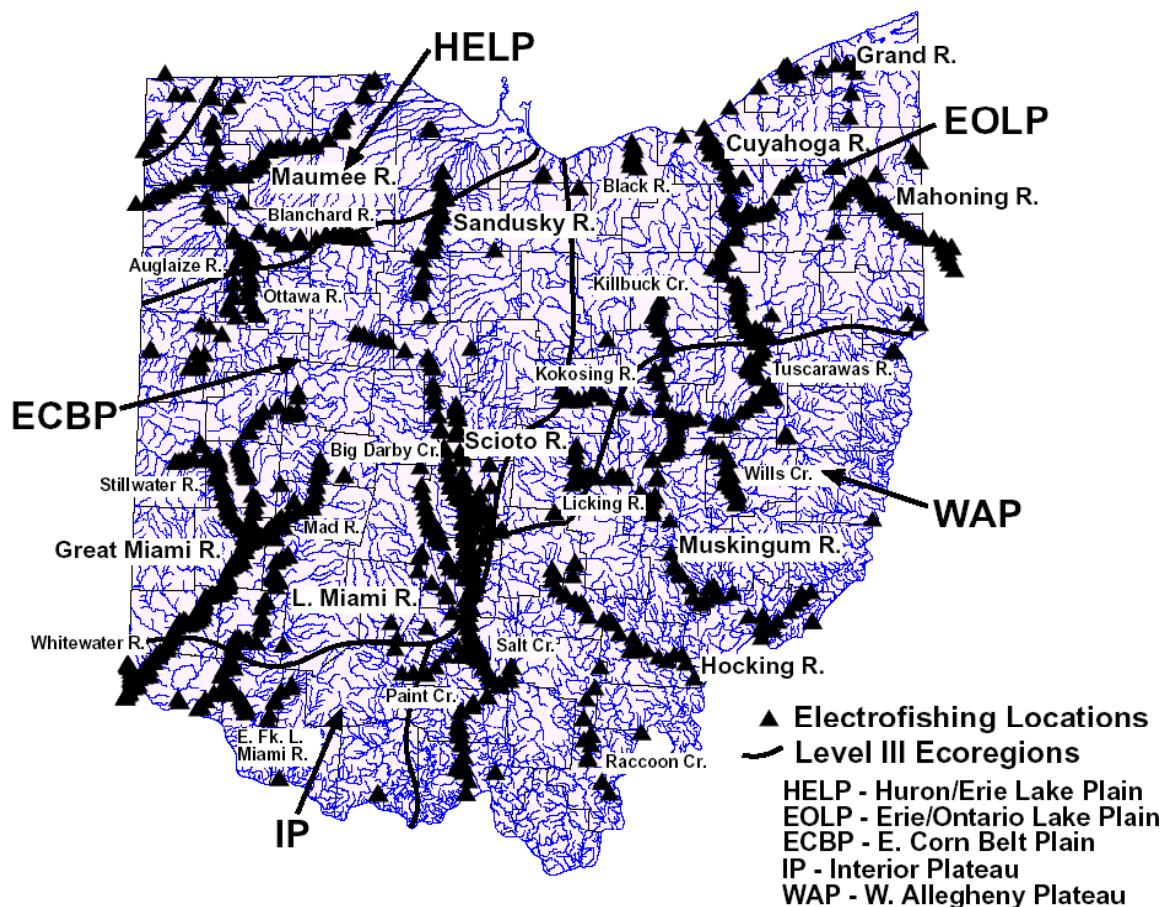 HELP
Grand R.
EOLP
Cuyahoga R.
Maumee R.
Black R.
Mahoning R.
Blanchard R.
Sandusky R.
Auglaize R.
Ottawa R.
Killbuck Cr.
Kokosing R.
Tuscarawas R.
ECBP
Scioto R.
Big Darby Cr.
Wills Cr.
Stillwater R.
Licking R.
WAP
Mad R.
Great Miami R.
Muskingum R.
L. Miami R.
Whitewater R.
Salt Cr.
Hocking R.
Paint Cr.
E. Fk. L.
Miami R.
Raccoon Cr.
IP
Electrofishing Locations
Level III Ecoregions
HELP - Huron/Erie Lake Plain
EOLP - Erie/Ontario Lake Plain
ECBP - E. Corn Belt Plain
IP - Interior Plateau
WAP - W. Allegheny Plateau